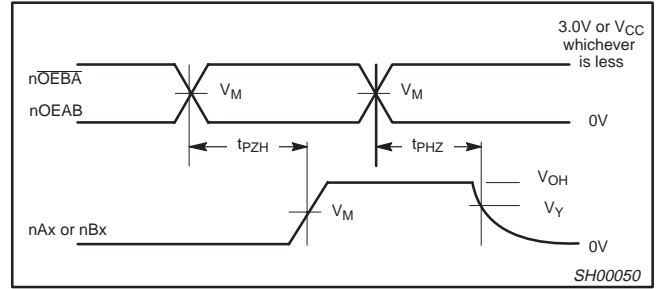 3.0V or VCC
whichever
is less
nOEBA
VM
VM
nOEAB
0V
tPZH
tPHZ
VOH
VY
VM
nAx or nBx
0V
SH00050